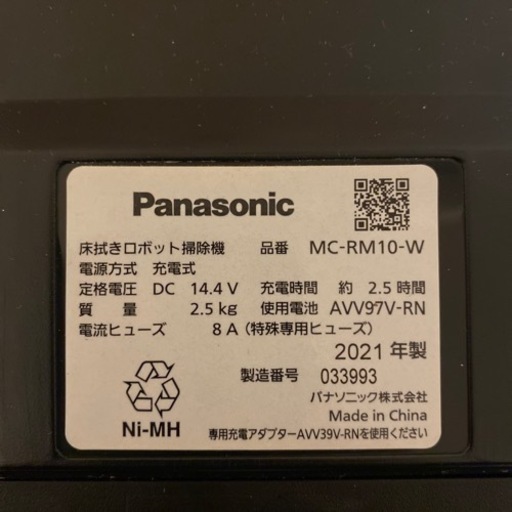 Panasonic
床拭きロボット掃除機 品番 MC-RM10-W
電源方式 充電式
定格電圧 DC 14.4 V 充電時間 約 2.5時間
質量 2.5 kg 使用電池 AVV97V-RN
電流ヒューズ 8 A (特殊専用ヒューズ)
2021 年製
製造番号 033993
パナソニック株式会社
Made in China
Ni-MH
専用充電アダプターAVV39V-RNを使用ください